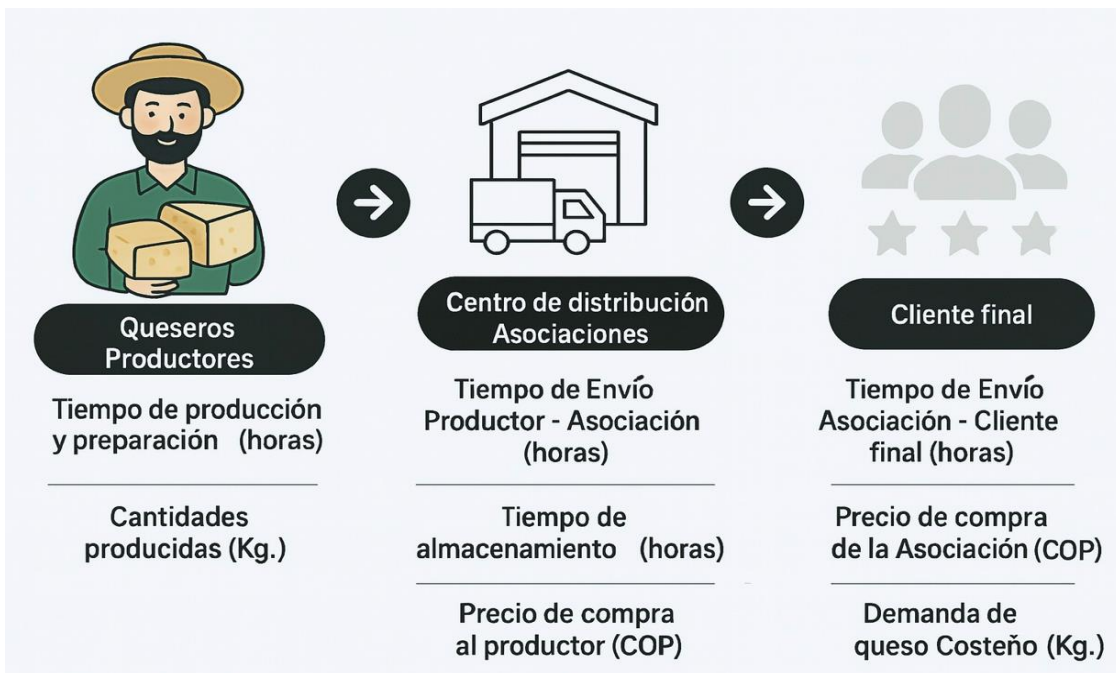 Queseros
Productores
Tiempo de producción
y preparación (horas)
Cantidades
producidas (Kg.)
Centro de distribución
Asociaciones
Tiempo de Envío
Productor - Asociación
(horas)
Tiempo de
almacenamiento (horas)
Precio de compra
al productor (COP)
Cliente final
Tiempo de Envío
Asociación - Cliente
final (horas)
Precio de compra
de la Asociación (COP)
Demanda de
queso Costeño (Kg.)